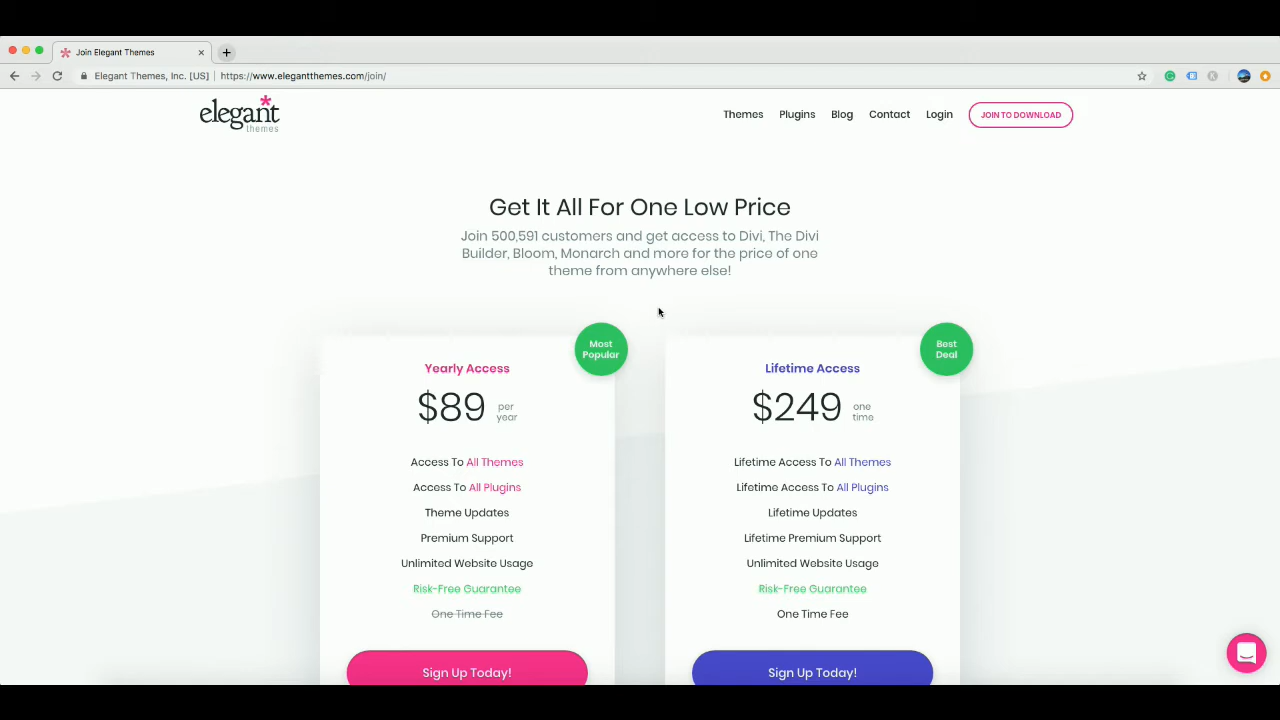 Join Elegant Themes
Elegant Themes, Inc. [US] https://www.elegantthemes.com/join/
elegant
themes
Themes
Plugins
Blog
Contact
Login
JOIN TO DOWNLOAD
Get It All For One Low Price
Join 500,591 customers and get access to Divi, The Divi
Builder, Bloom, Monarch and more for the price of one
theme from anywhere else!
Most
Popular
Yearly Access
$89 per
year
Access To All Themes
Access To All Plugins
Theme Updates
Premium Support
Unlimited Website Usage
Risk-Free Guarantee
One Time Fee
Sign Up Today!
Best
Deal
Lifetime Access
$249 one
time
Lifetime Access To All Themes
Lifetime Access To All Plugins
Lifetime Updates
Lifetime Premium Support
Unlimited Website Usage
Risk-Free Guarantee
One Time Fee
Sign Up Today!